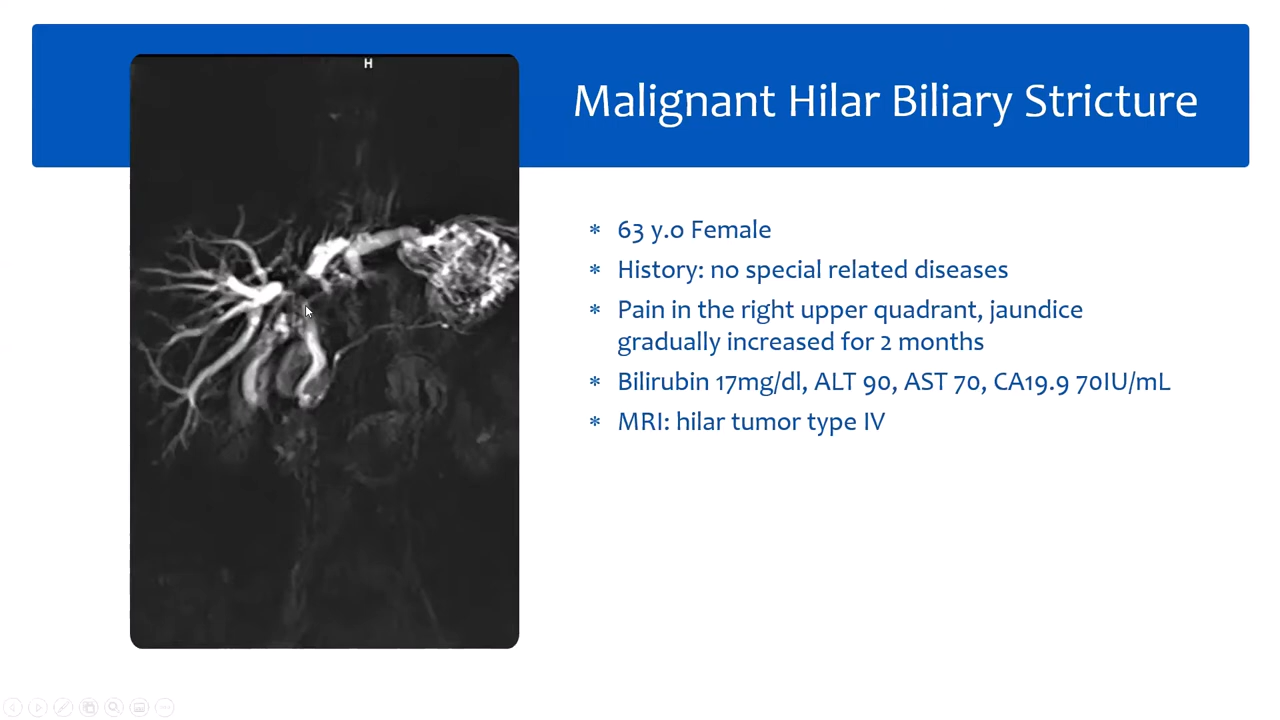 H
Malignant Hilar Biliary Stricture
* 63 y.o Female
* History: no special related diseases
* Pain in the right upper quadrant, jaundice
gradually increased for 2 months
* Bilirubin 17mg/dl, ALT 90, AST 70, CA19.9 70IU/mL
* MRI: hilar tumor type IV